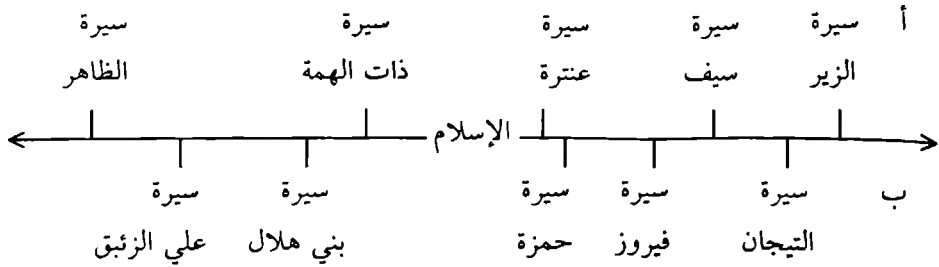 أ سيرة سيرة سيرة سيرة سيرة
الزير سيف عنترة ذات الهمة الظاهر
الإسلام
ب سيرة سيرة سيرة سيرة سيرة
التيجان فيروز حمزة بني هلال علي الزئبق